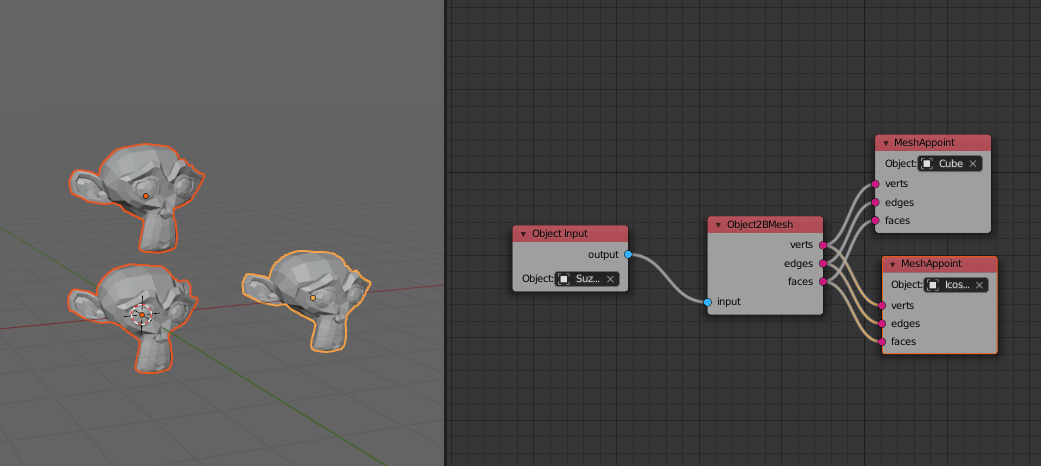 Object Input
output
Object: Suz...
Object2BMesh
verts
edges
faces
input
MeshAppoint
Object: Cube
verts
edges
faces
MeshAppoint
Object: Icos...
verts
edges
faces